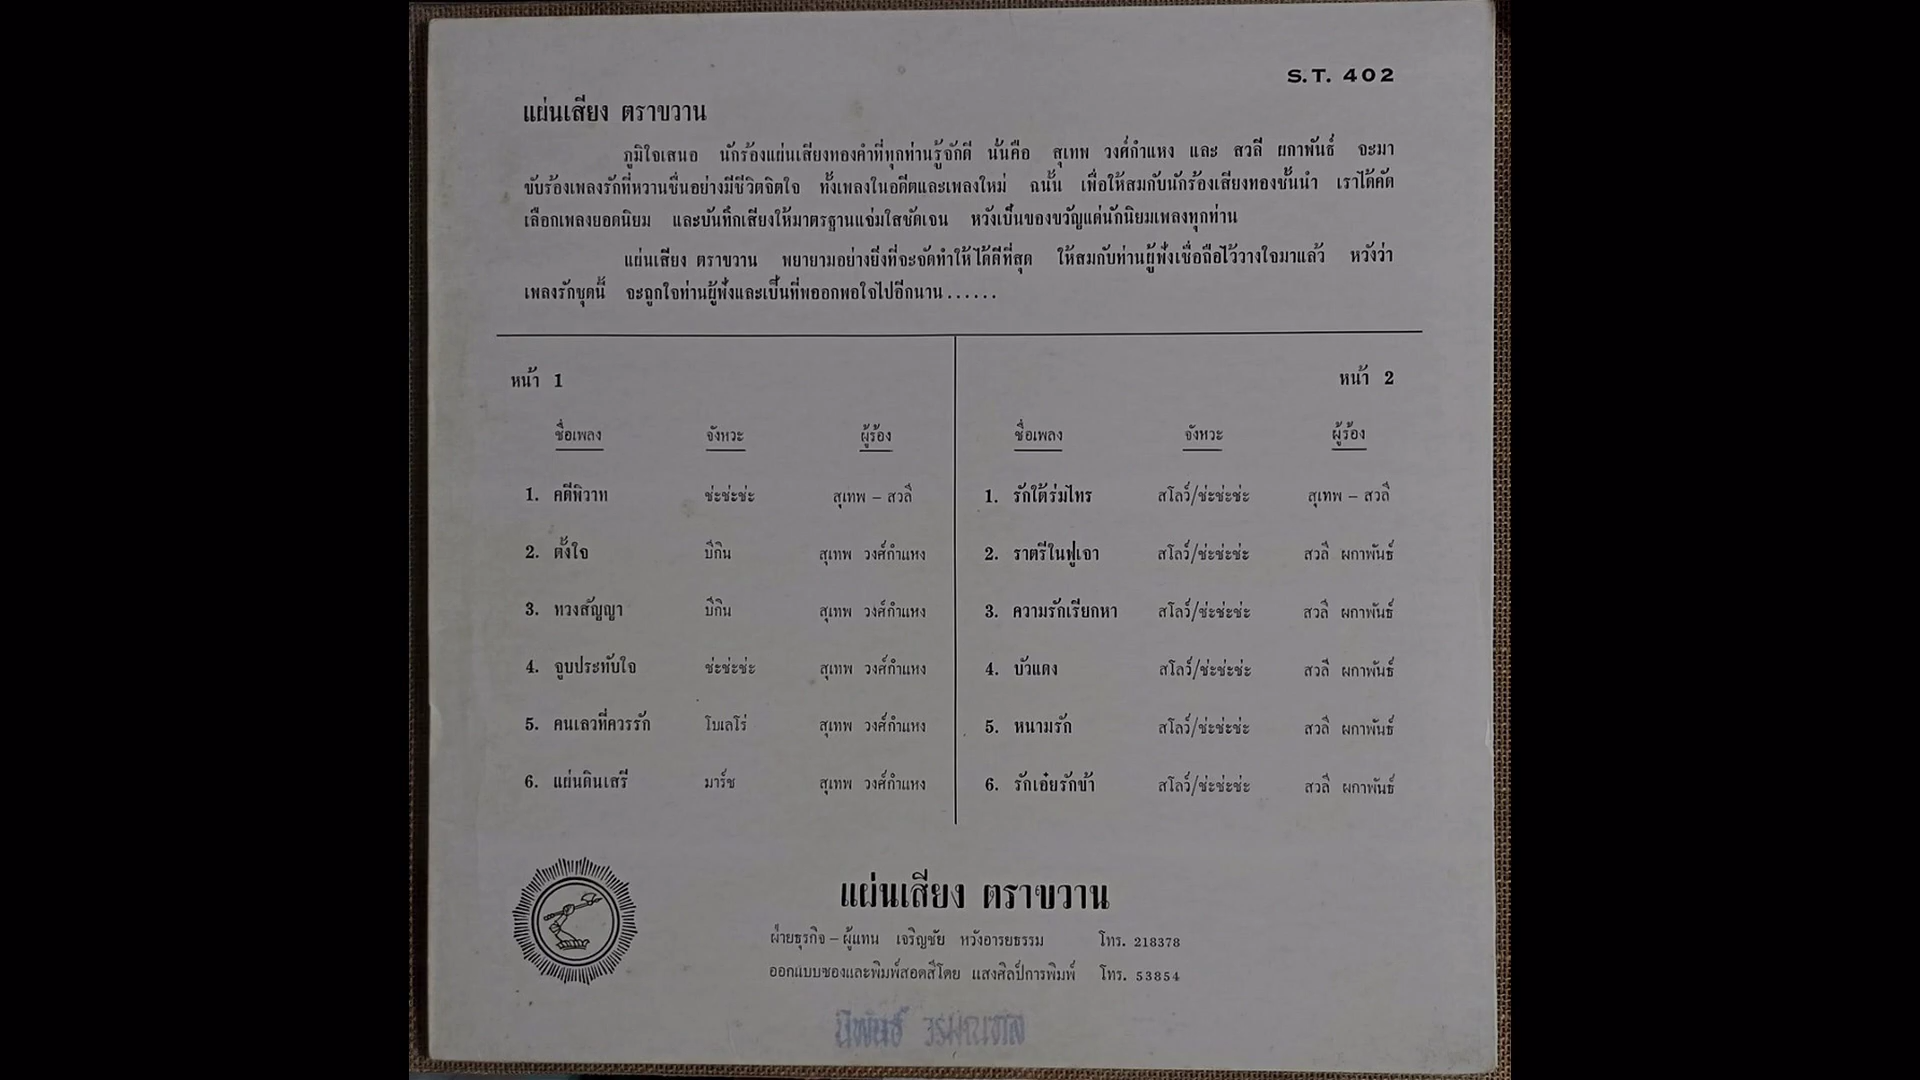 S.T. 402
แผ่นเสียง ตราขวาน
ภูมิใจเสนอ นักร้องแผ่นเสียงทองคำที่ทุกท่านรู้จักดี นั่นคือ สุเทพ วงศ์กำแหง และ สวลี ผกาพันธ์ จะมา
ขับร้องเพลงรักที่หวานชื่นอย่างมีชีวิตจิตใจ ทั้งเพลงในอดีตและเพลงใหม่ ฉนั้น เพื่อให้สมกับนักร้องเสียงทองชั้นนำ เราได้คัด
เลือกเพลงยอดนิยม และบันทึกเสียงให้มาตรฐานแจ่มใสชัดเจน หวังเป็นของขวัญแด่นักนิยมเพลงทุกท่าน
แผ่นเสียง ตราขวาน พยายามอย่างยิ่งที่จะจัดทำให้ได้ดีที่สุด ให้สมกับท่านผู้ฟังเชื่อถือไว้วางใจมาแล้ว หวังว่า
เพลงรักชุดนี้ จะถูกใจท่านผู้ฟังและเป็นที่พออกพอใจไปอีกนาน......
หน้า 1
ชื่อเพลง จังหวะ ผู้ร้อง
1. คดีพิวาท ช่ะช่ะช่ะ สุเทพ – สวลี
2. ตั้งใจ บีกิน สุเทพ วงศ์กำแหง
3. ทวงสัญญา บีกิน สุเทพ วงศ์กำแหง
4. จูบประทับใจ ช่ะช่ะช่ะ สุเทพ วงศ์กำแหง
5. คนเลวที่ควรรัก โบเลโร่ สุเทพ วงศ์กำแหง
6. แผ่นดินเสรี มาร์ช สุเทพ วงศ์กำแหง
หน้า 2
ชื่อเพลง จังหวะ ผู้ร้อง
1. รักใต้ร่มไทร สโลว์/ช่ะช่ะช่ะ สุเทพ – สวลี
2. ราตรีในฟูเจา สโลว์/ช่ะช่ะช่ะ สวลี ผกาพันธ์
3. ความรักเรียกหา สโลว์/ช่ะช่ะช่ะ สวลี ผกาพันธ์
4. บัวแดง สโลว์/ช่ะช่ะช่ะ สวลี ผกาพันธ์
5. หนามรัก สโลว์/ช่ะช่ะช่ะ สวลี ผกาพันธ์
6. รักเอ๋ยรักข้า สโลว์/ช่ะช่ะช่ะ สวลี ผกาพันธ์
แผ่นเสียง ตราขวาน
ฝ่ายธุรกิจ – ผู้แทน เจริญชัย หวังอารยธรรม โทร. 218378
ออกแบบซองและพิมพ์สอดสีโดย แสงศิลป์การพิมพ์ โทร. 53854